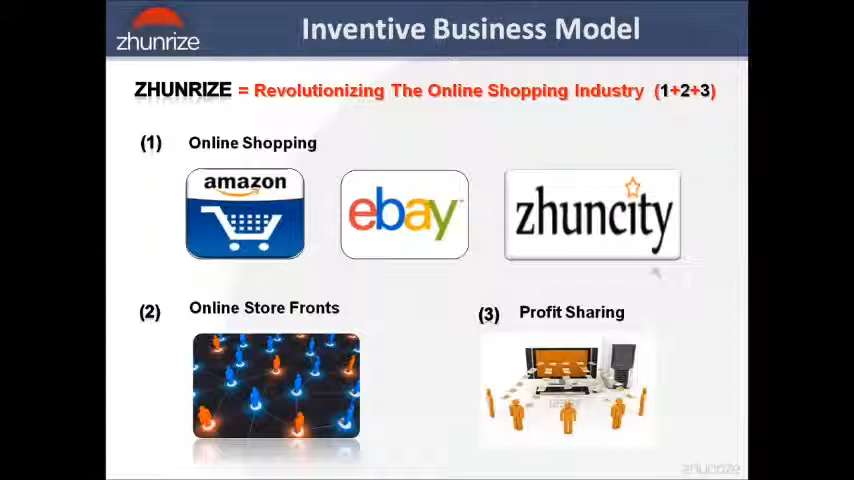 zhunrize
Inventive Business Model
ZHUNRIZE = Revolutionizing The Online Shopping Industry (1+2+3)
(1) Online Shopping
amazon
ebay™
zhuncity
(2) Online Store Fronts
(3) Profit Sharing
zhunrize